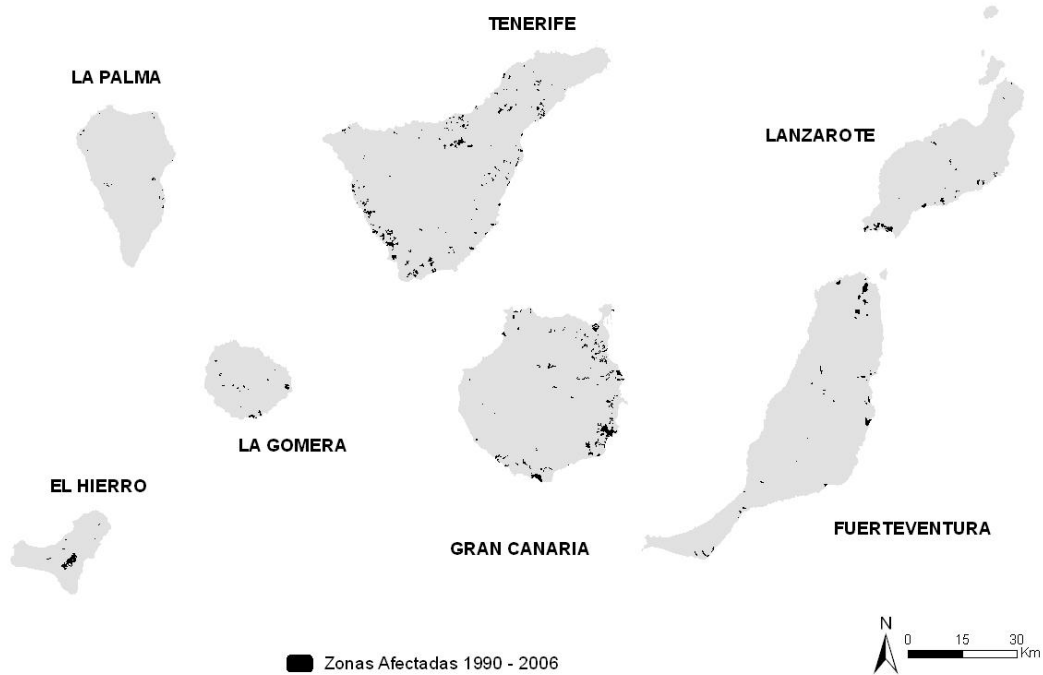 TENERIFE
LA PALMA
LANZAROTE
LA GOMERA
EL HIERRO
GRAN CANARIA
FUERTEVENTURA
N
0 15 30
Km
Zonas Afectadas 1990 - 2006